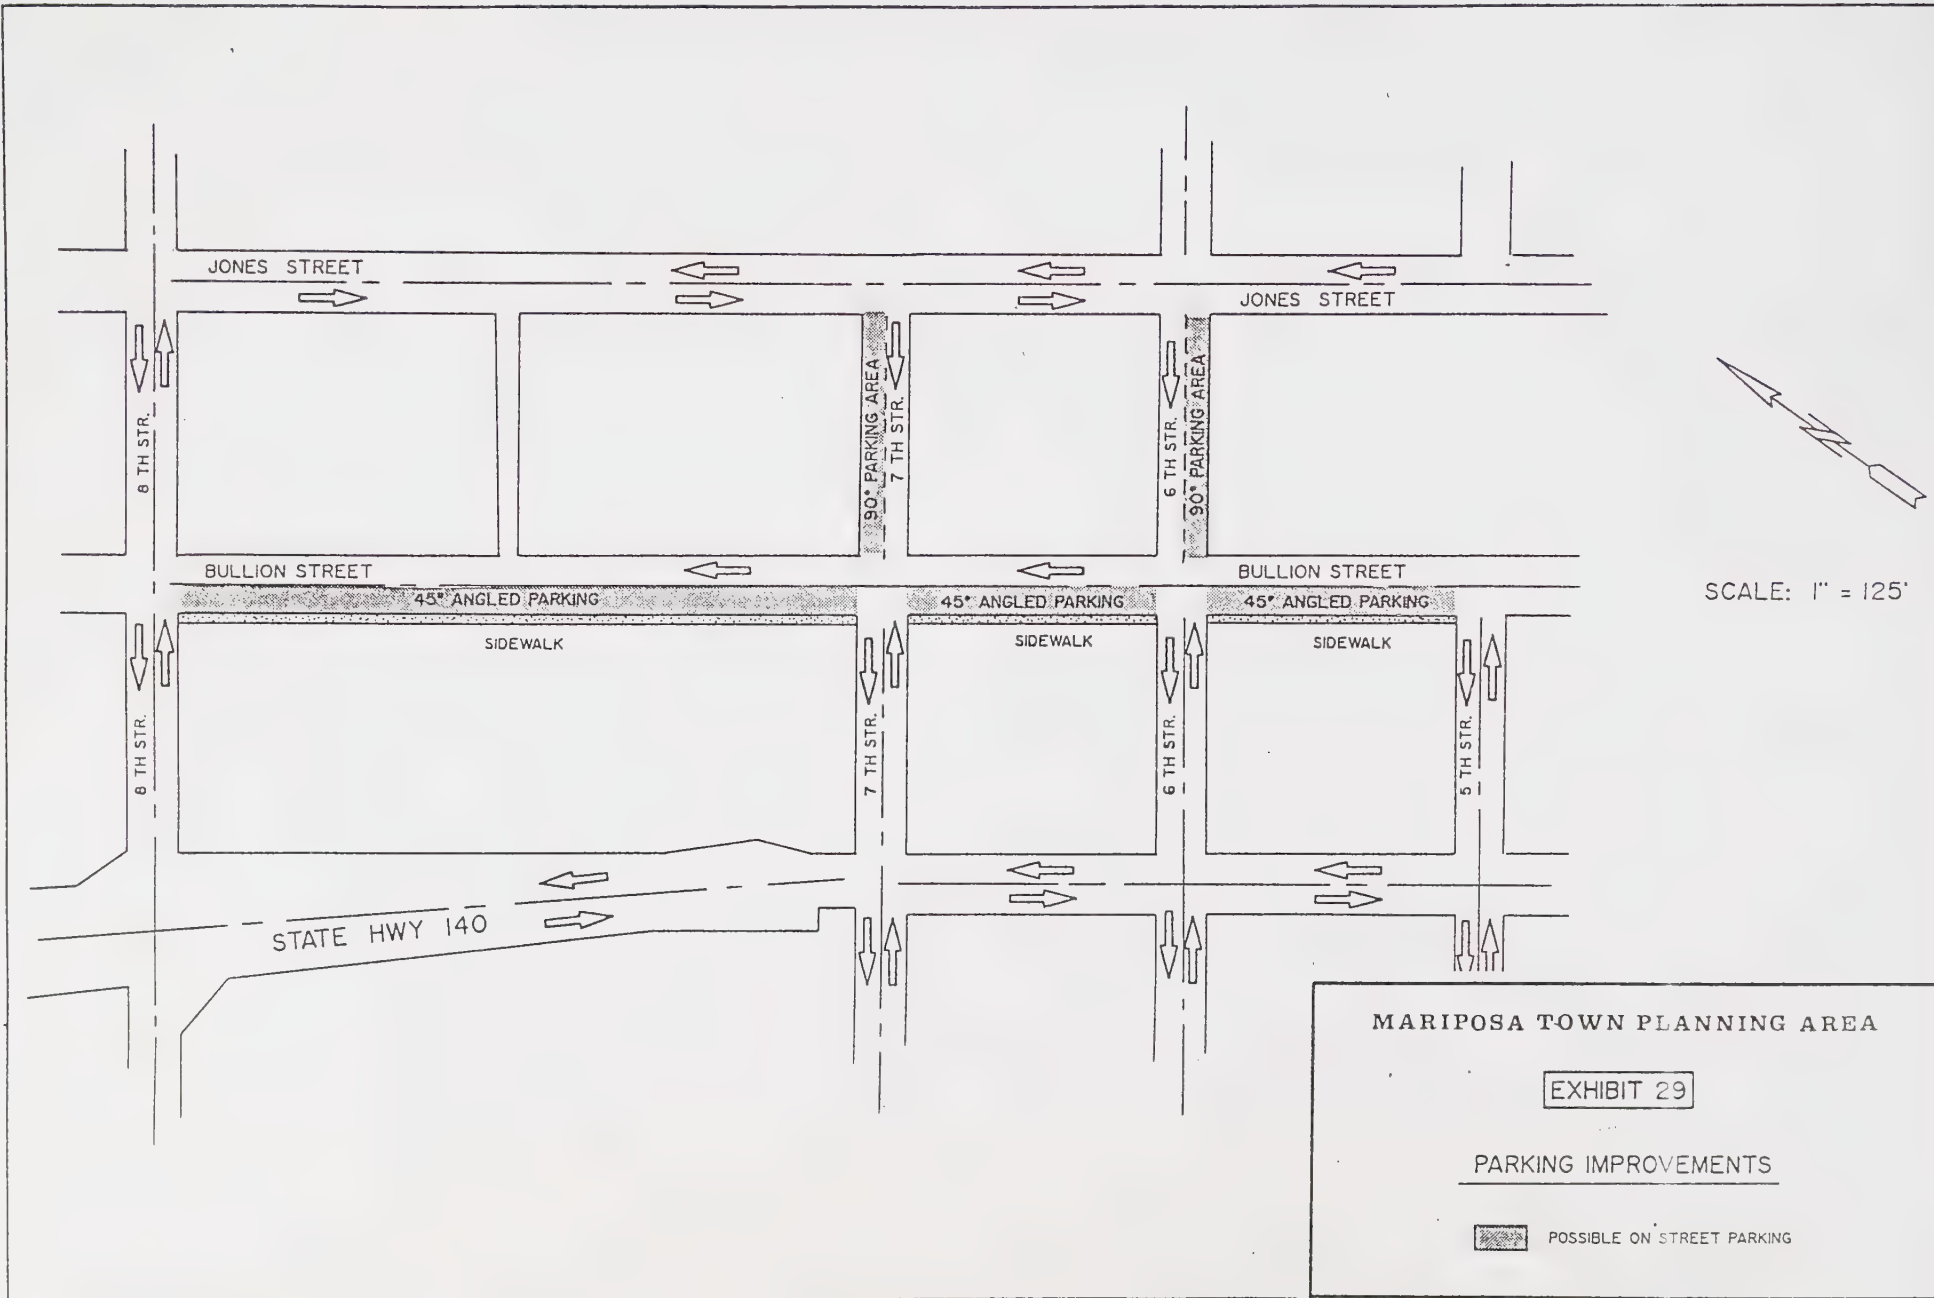 JONES STREET
JONES STREET
8 TH STR.
90° PARKING AREA
7 TH STR.
6 TH STR.
90° PARKING AREA
BULLION STREET
BULLION STREET
45° ANGLED PARKING
45° ANGLED PARKING
45° ANGLED PARKING
SIDEWALK
SIDEWALK
SIDEWALK
SCALE: 1" = 125'
8 TH STR.
7 TH STR.
6 TH STR.
5 TH STR.
STATE HWY 140
MARIPOSA TOWN PLANNING AREA
EXHIBIT 29
PARKING IMPROVEMENTS
POSSIBLE ON STREET PARKING